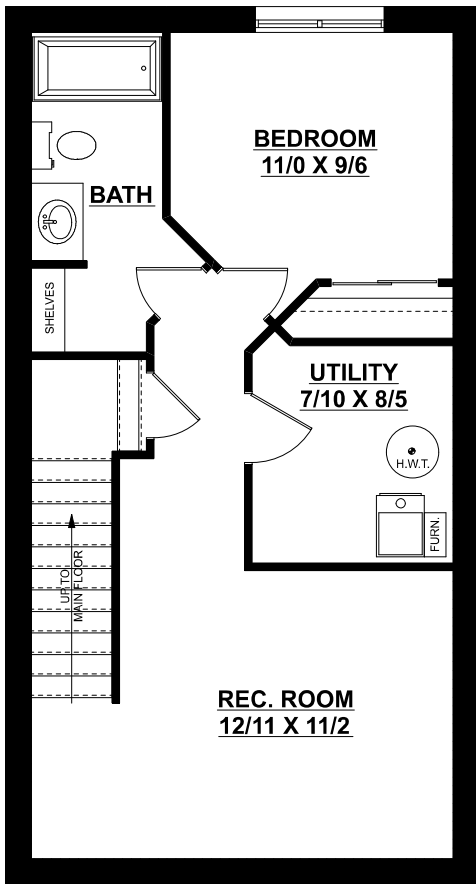 BEDROOM
11/0 X 9/6
BATH
SHELVES
UTILITY
7/10 X 8/5
H.W.T.
FURN.
UP TO
MAIN FLOOR
REC. ROOM
12/11 X 11/2